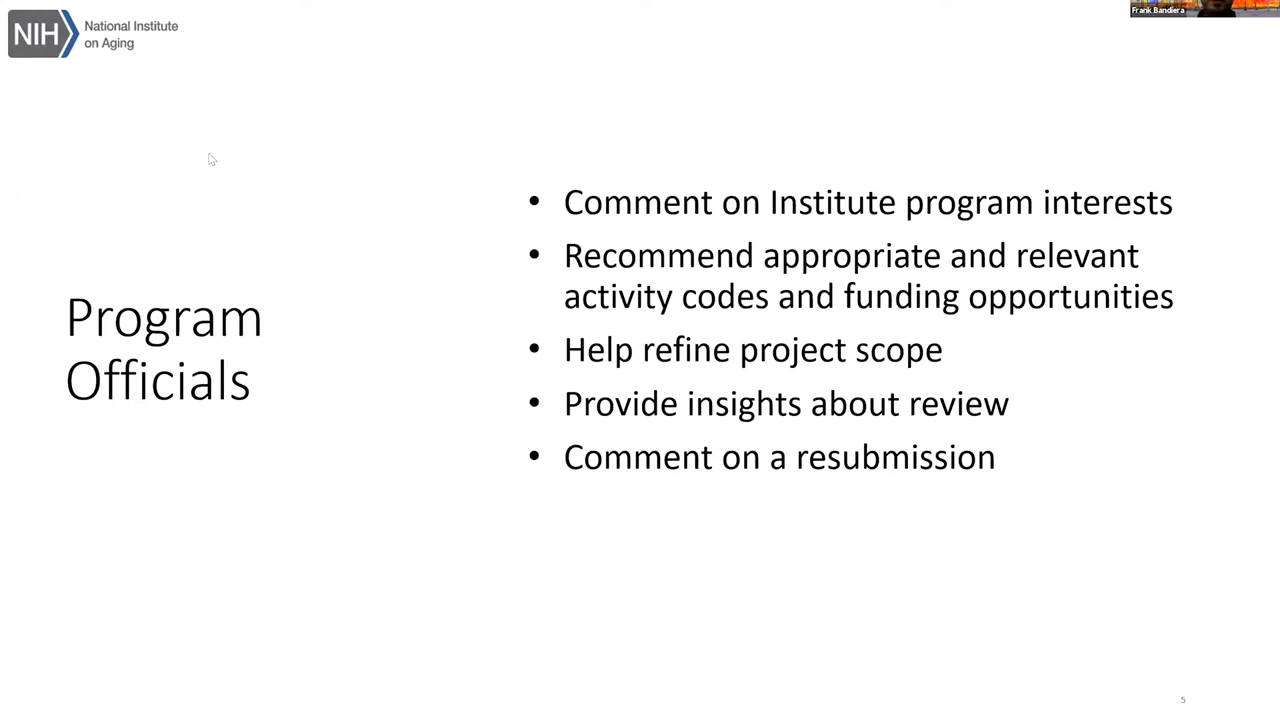 NIH
National Institute
on Aging
Frank Bandiera
Program
Officials
• Comment on Institute program interests
• Recommend appropriate and relevant
activity codes and funding opportunities
• Help refine project scope
• Provide insights about review
• Comment on a resubmission
5